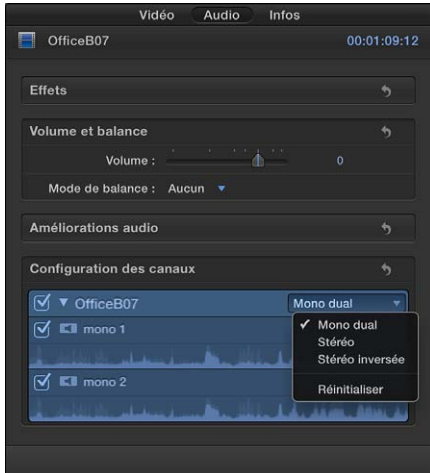 Vidéo Audio Infos
OfficeB07 00:01:09:12
Effets
Volume et balance
Volume : 0
Mode de balance : Aucun
Améliorations audio
Configuration des canaux
OfficeB07 Mono dual
mono 1
✓ Mono dual
Stéréo
Stéréo inversée
Réinitialiser
mono 2